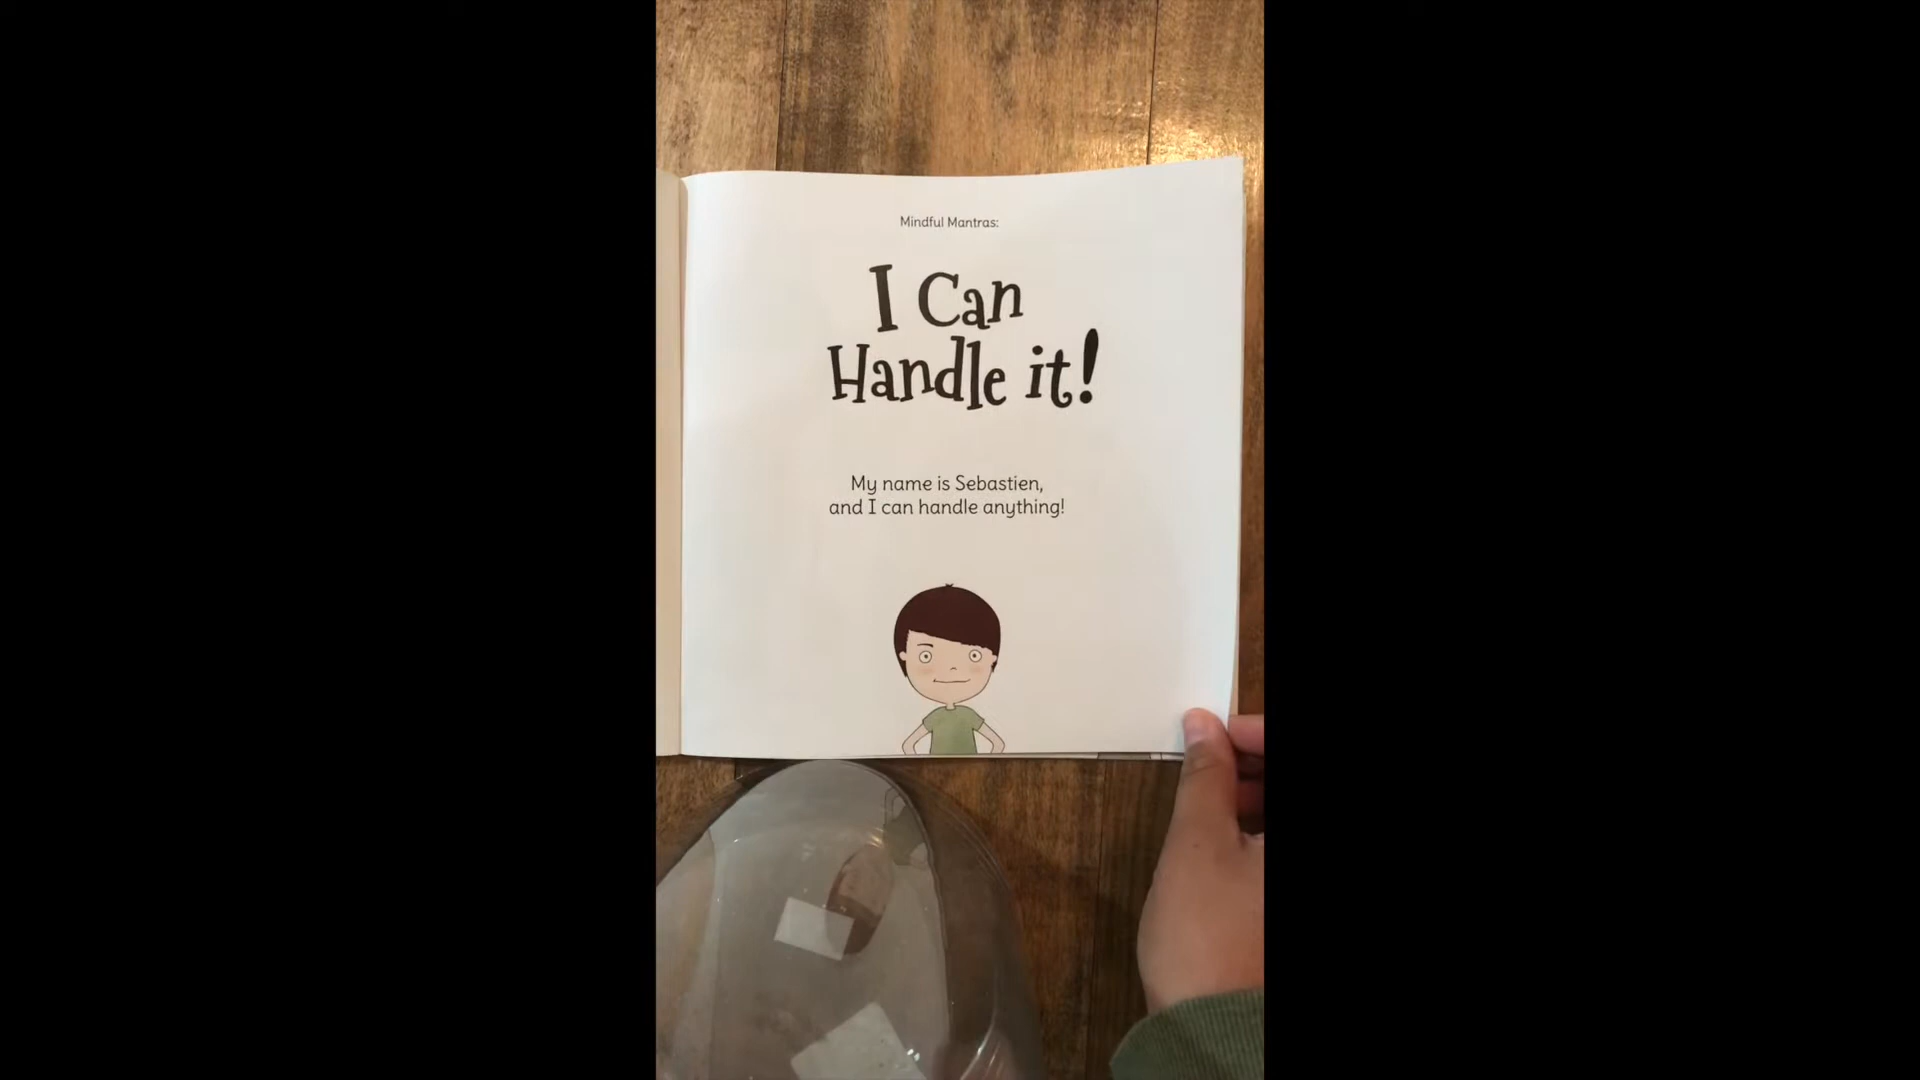 Mindful Mantras:
I Can
Handle it!
My name is Sebastien,
and I can handle anything!